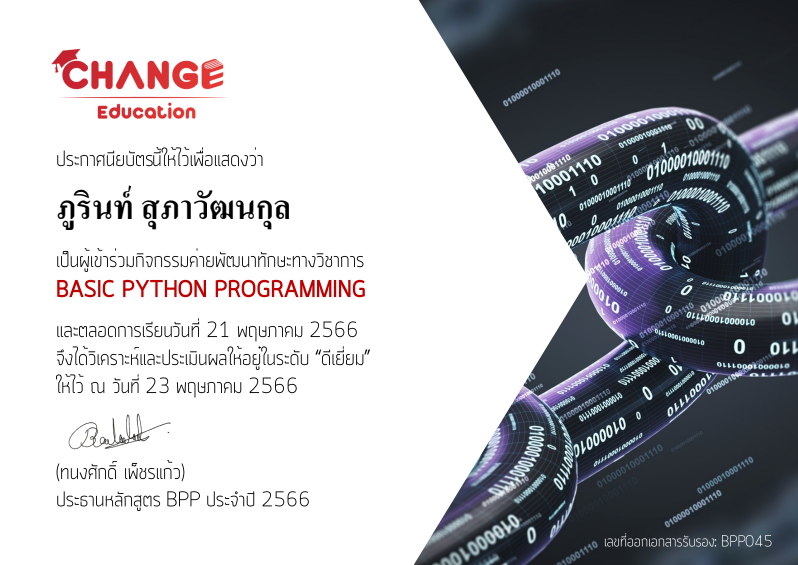 CHANGE
Education
ประกาศนียบัตรนี้ให้ไว้เพื่อแสดงว่า
ภูรินท์ สุภาวัฒนกุล
เป็นผู้เข้าร่วมกิจกรรมค่ายพัฒนาทักษะทางวิชาการ
BASIC PYTHON PROGRAMMING
และตลอดการเรียนวันที่ 21 พฤษภาคม 2566
จึงได้วิเคราะห์และประเมินผลให้อยู่ในระดับ “ดีเยี่ยม”
ให้ไว้ ณ วันที่ 23 พฤษภาคม 2566
(ทนงศักดิ์ เพ็ชรแก้ว)
ประธานหลักสูตร BPP ประจำปี 2566
เลขที่ออกเอกสารรับรอง: BPP045